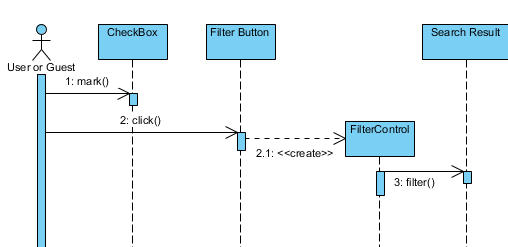 CheckBox
Filter Button
Search Result
User or Guest
1: mark()
2: click()
FilterControl
2.1: <<create>>
3: filter()